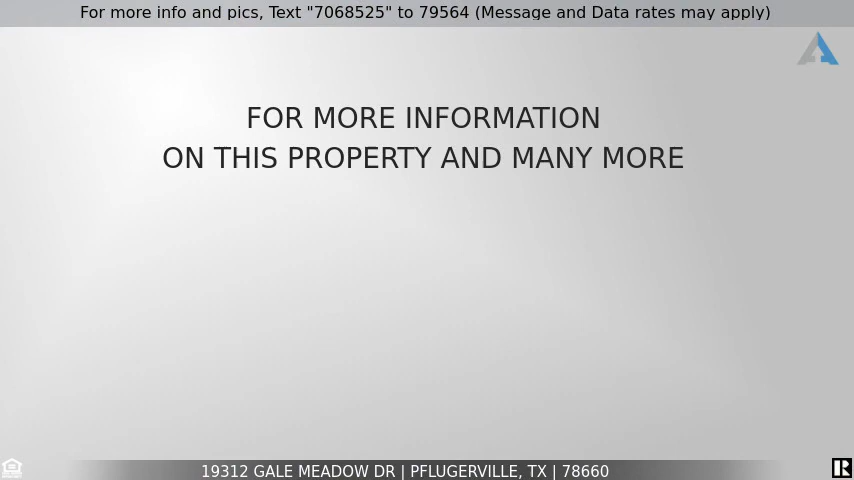 For more info and pics, Text "7068525" to 79564 (Message and Data rates may apply)
FOR MORE INFORMATION
ON THIS PROPERTY AND MANY MORE
19312 GALE MEADOW DR | PFLUGERVILLE, TX | 78660